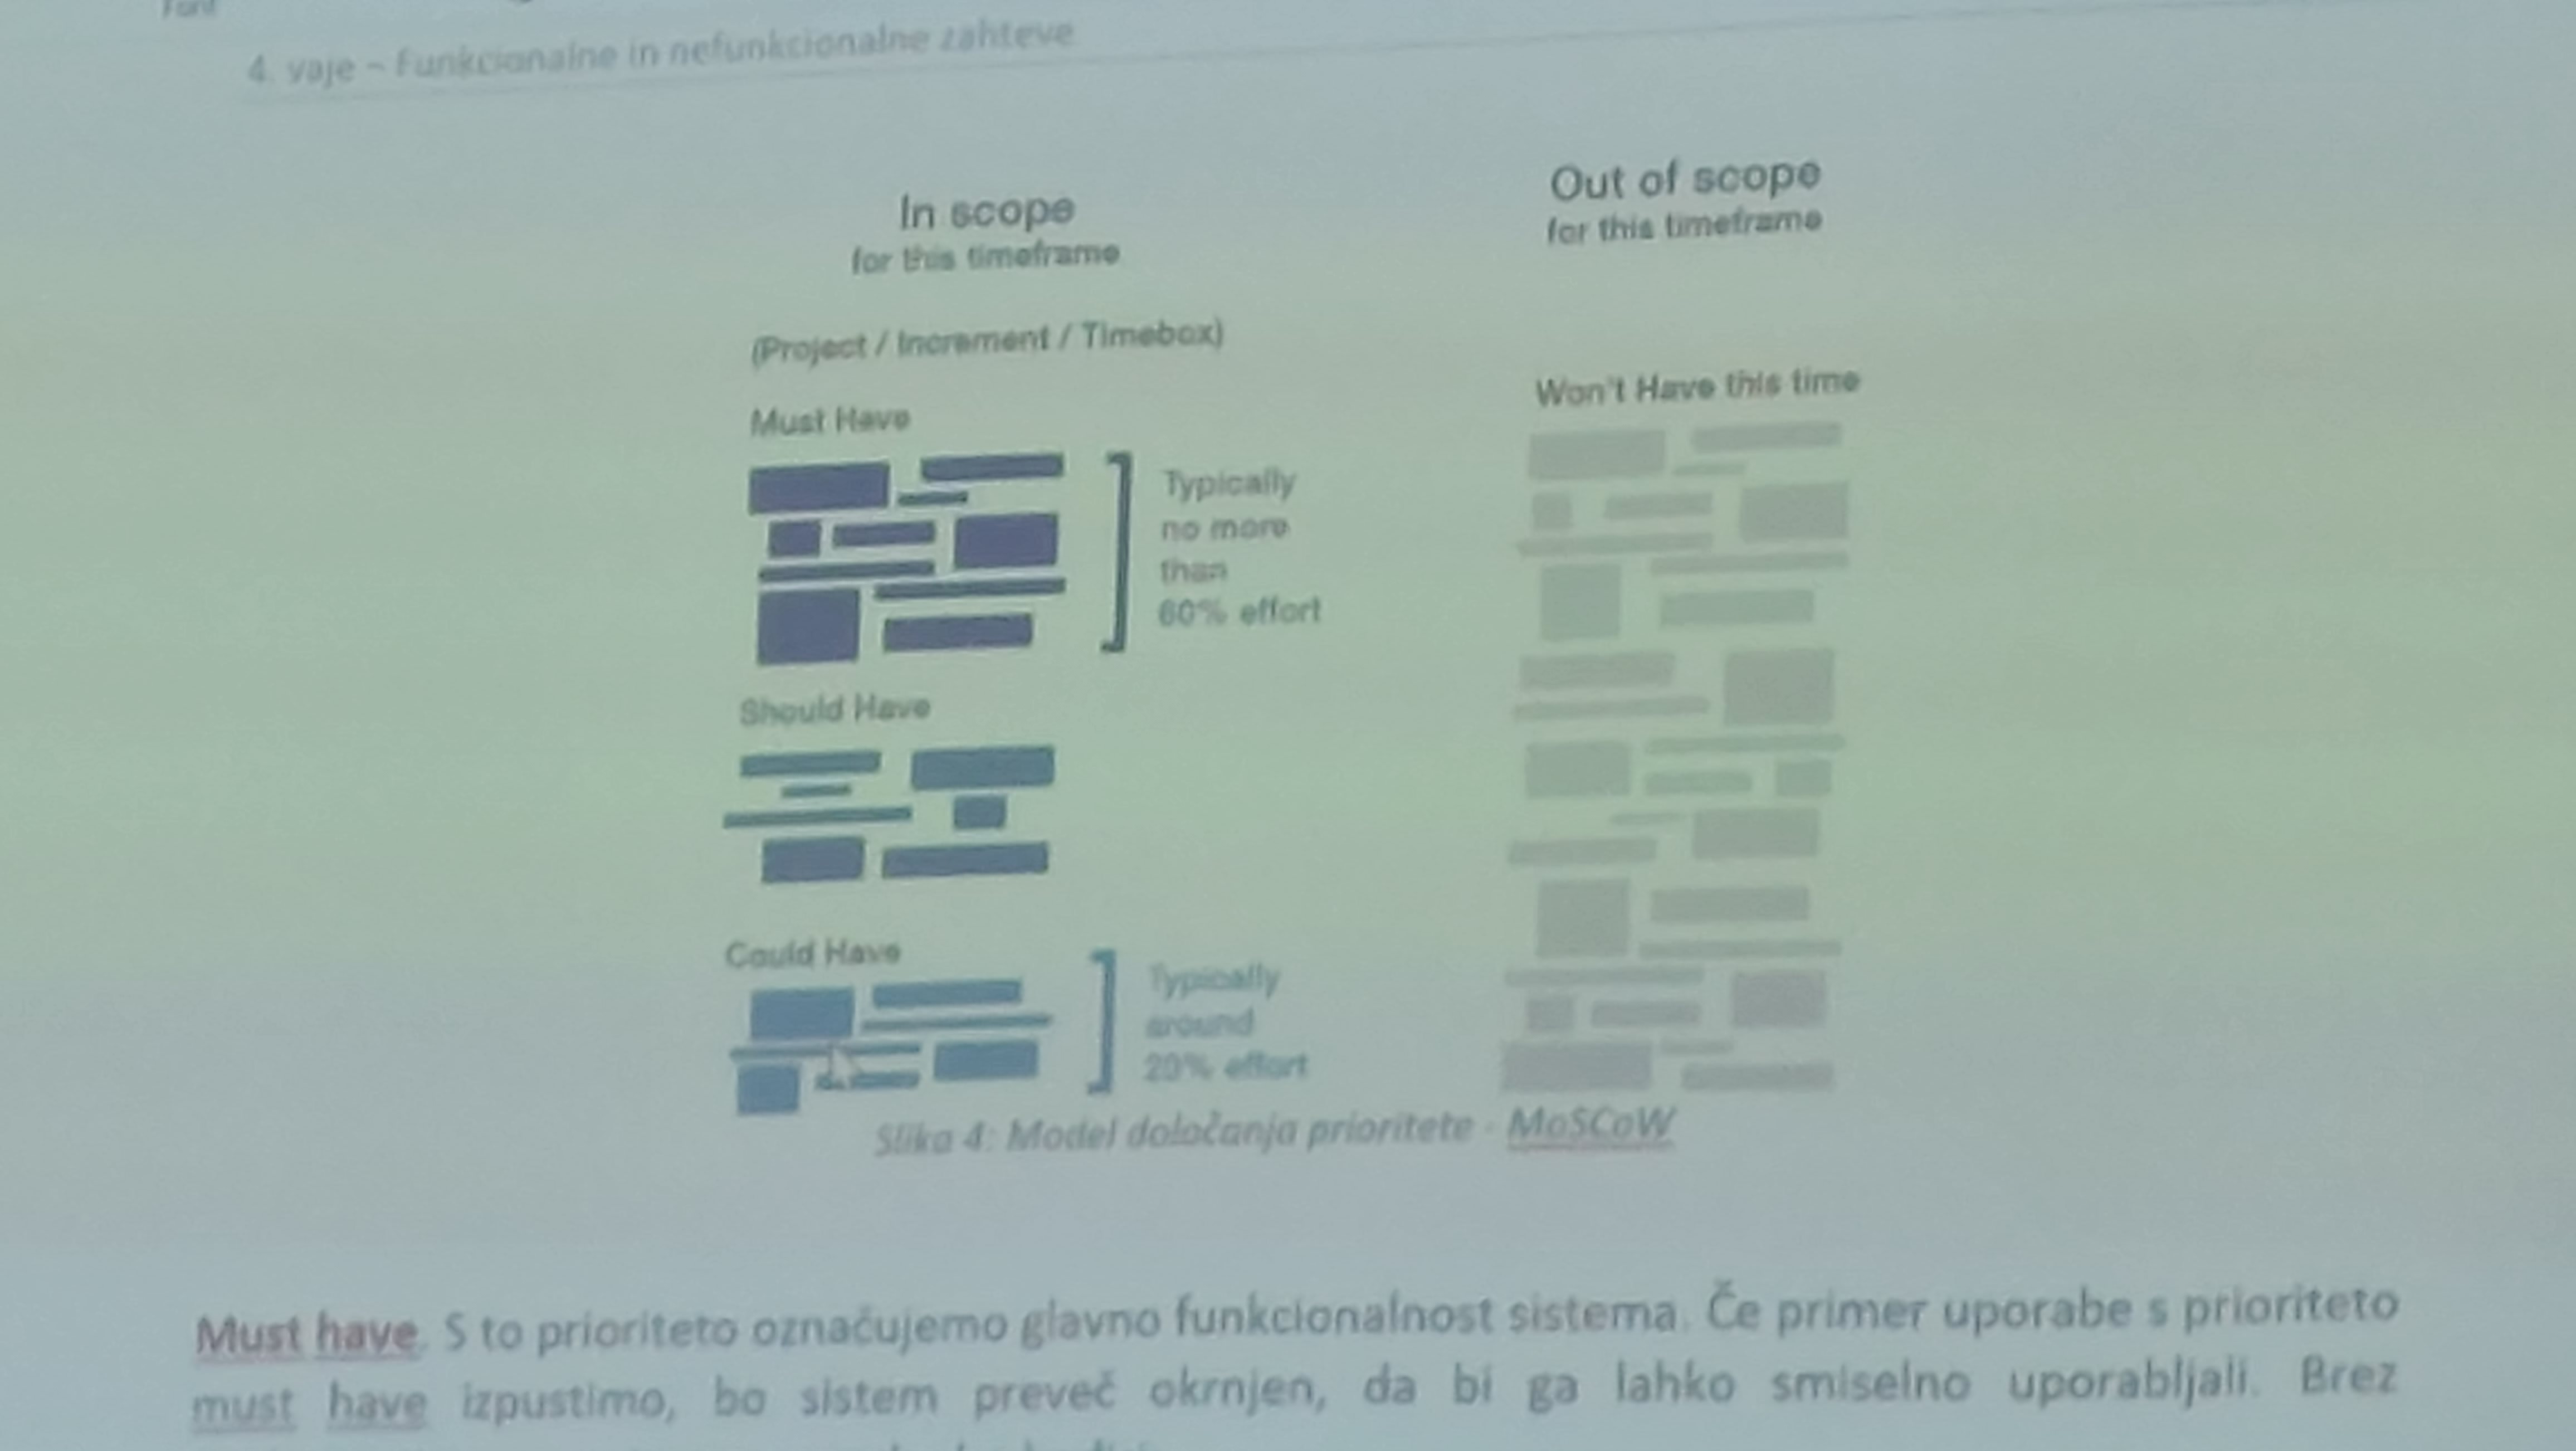 Font
4. vaje – Funkcionalne in nefunkcionalne zahteve
In scope
for this timeframe
(Project / Increment / Timebox)
Must Have
Typically
no more
than
60% effort
Should Have
Could Have
Typically
around
20% effort
Out of scope
for this timeframe
Won't Have this time
Slika 4: Model določanja prioritete - MoSCoW
Must have. S to prioriteto označujemo glavno funkcionalnost sistema. Če primer uporabe s prioriteto
must have izpustimo, bo sistem preveč okrnjen, da bi ga lahko smiselno uporabljali. Brez